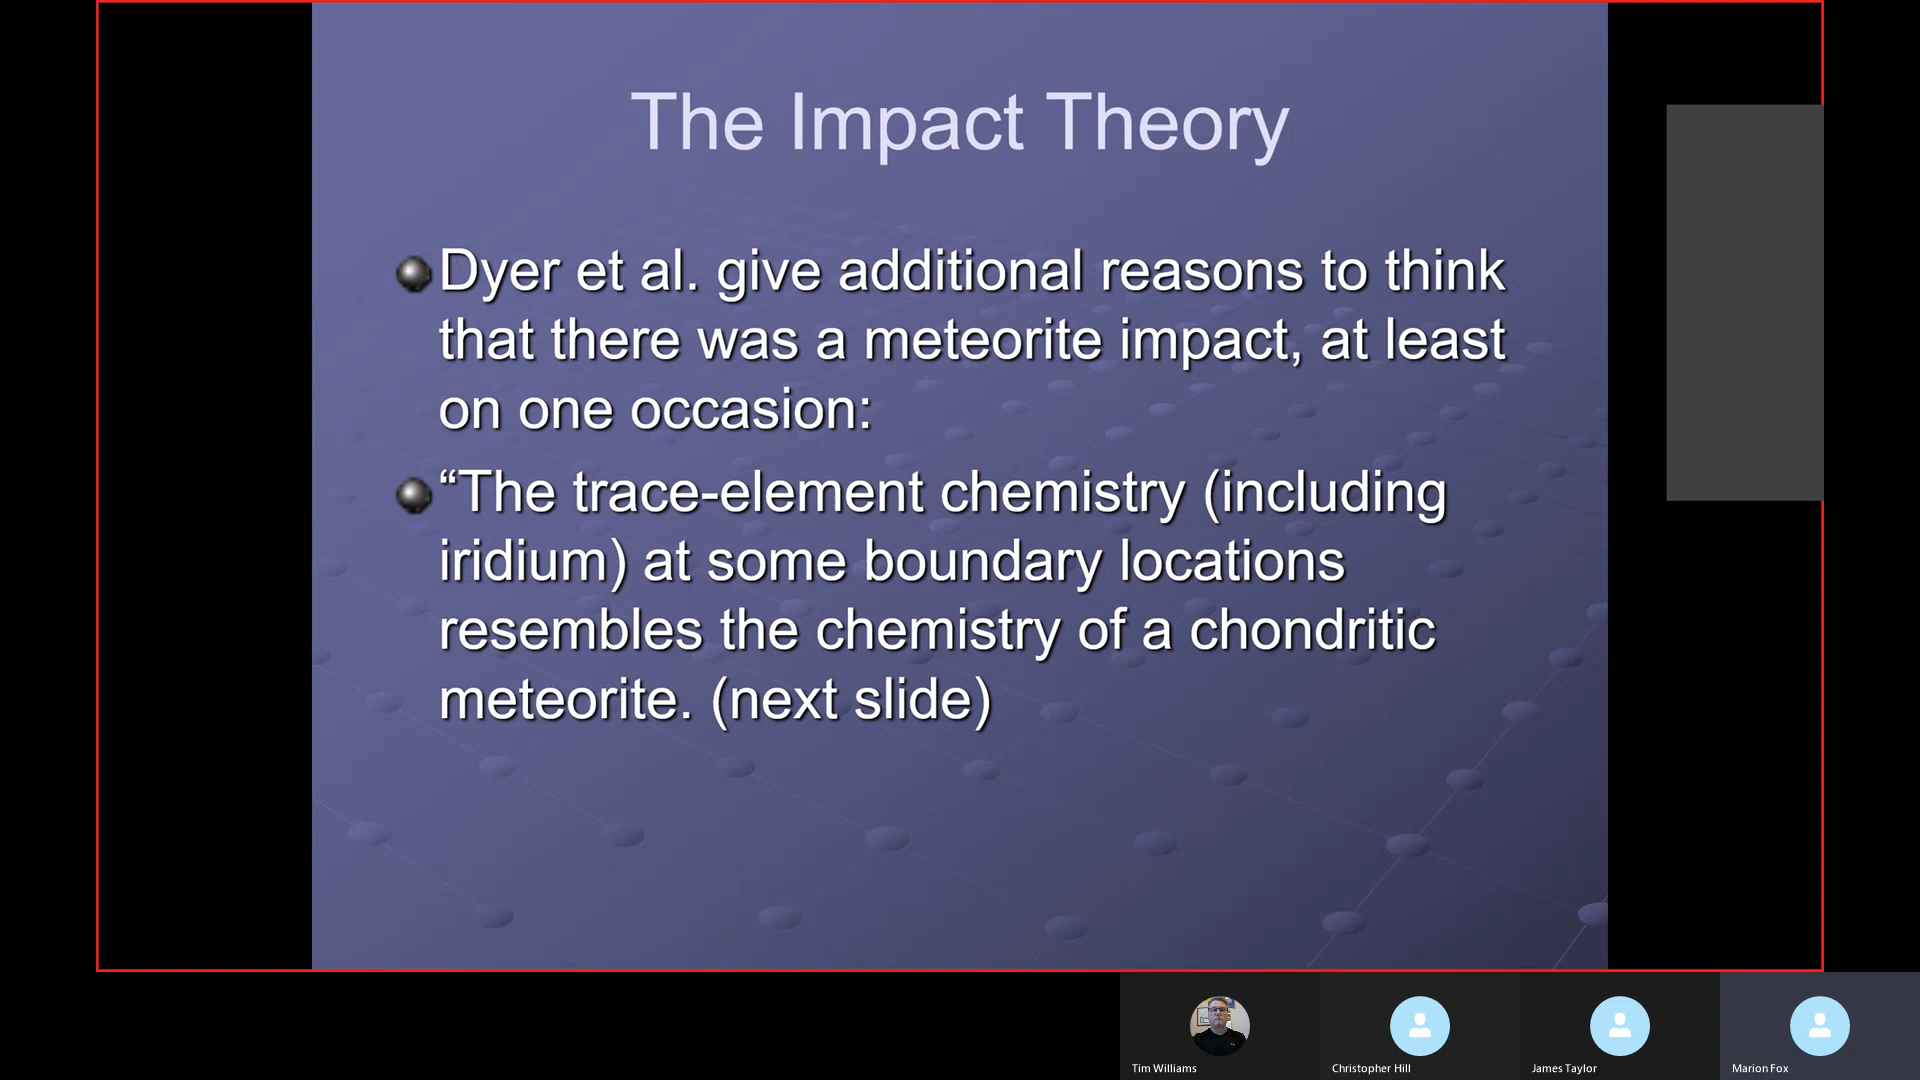 The Impact Theory
Dyer et al. give additional reasons to think
that there was a meteorite impact, at least
on one occasion:
“The trace-element chemistry (including
iridium) at some boundary locations
resembles the chemistry of a chondritic
meteorite. (next slide)
Tim Williams
Christopher Hill
James Taylor
Marion Fox